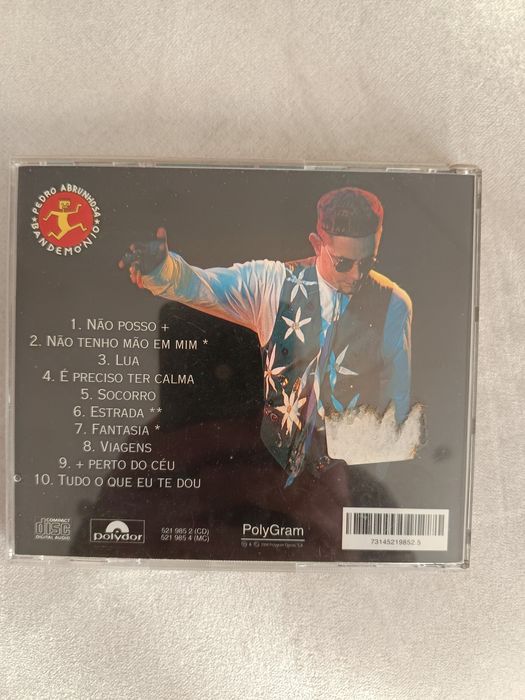 ★ PEDRO ABRUNHOSA ★
BANDEMÓNIO
1. NÃO POSSO +
2. NÃO TENHO MÃO EM MIM *
3. LUA
4. É PRECISO TER CALMA
5. SOCORRO
6. ESTRADA **
7. FANTASIA *
8. VIAGENS
9. + PERTO DO CÉU
10. TUDO O QUE EU TE DOU
COMPACT
disc
DIGITAL AUDIO
polydor
521 985 2 (CD)
521 985 4 (MC)
PolyGram
73145219852 5